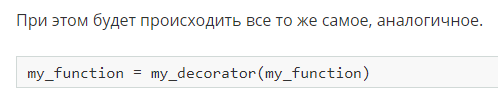 При этом будет происходить все то же самое, аналогичное.
my_function = my_decorator(my_function)